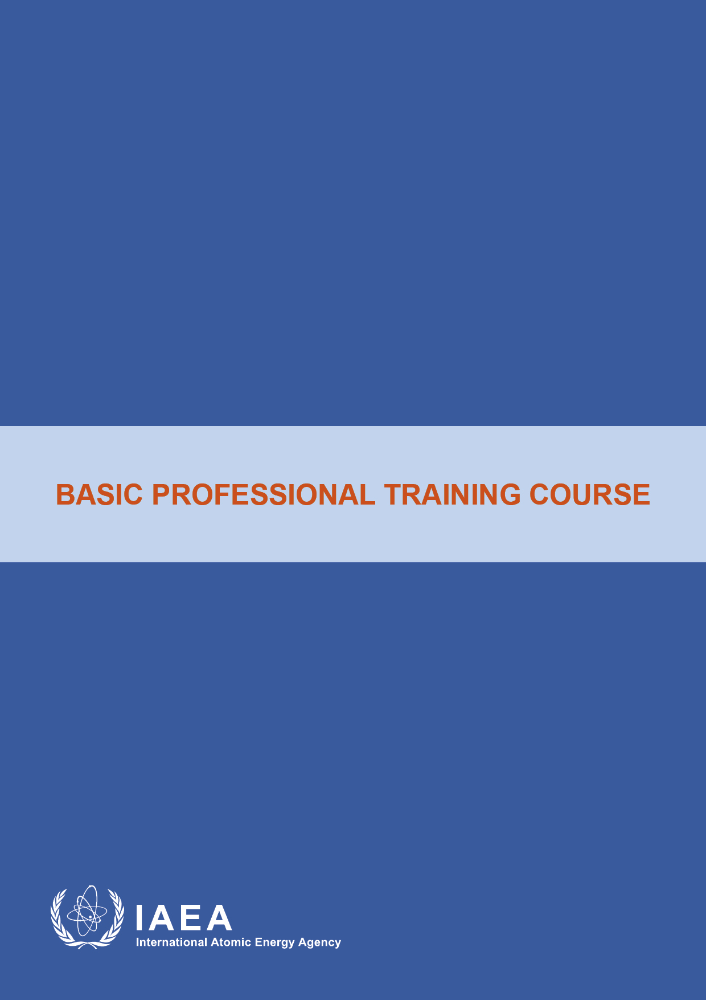 BASIC PROFESSIONAL TRAINING COURSE
IAEA
International Atomic Energy Agency